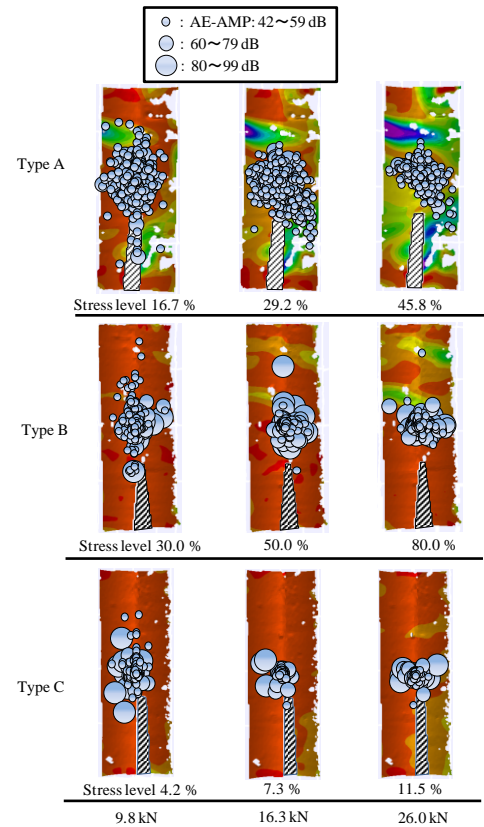 : AE-AMP: 42～59 dB
: 60～79 dB
: 80～99 dB
Type A
Stress level 16.7 % 29.2 % 45.8 %
Type B
Stress level 30.0 % 50.0 % 80.0 %
Type C
Stress level 4.2 % 7.3 % 11.5 %
9.8 kN 16.3 kN 26.0 kN